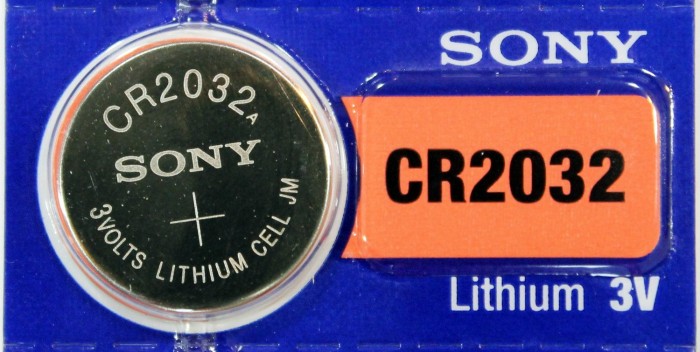 CR2032A
SONY
+
3VOLTS LITHIUM CELL JM
SONY
CR2032
Lithium 3V